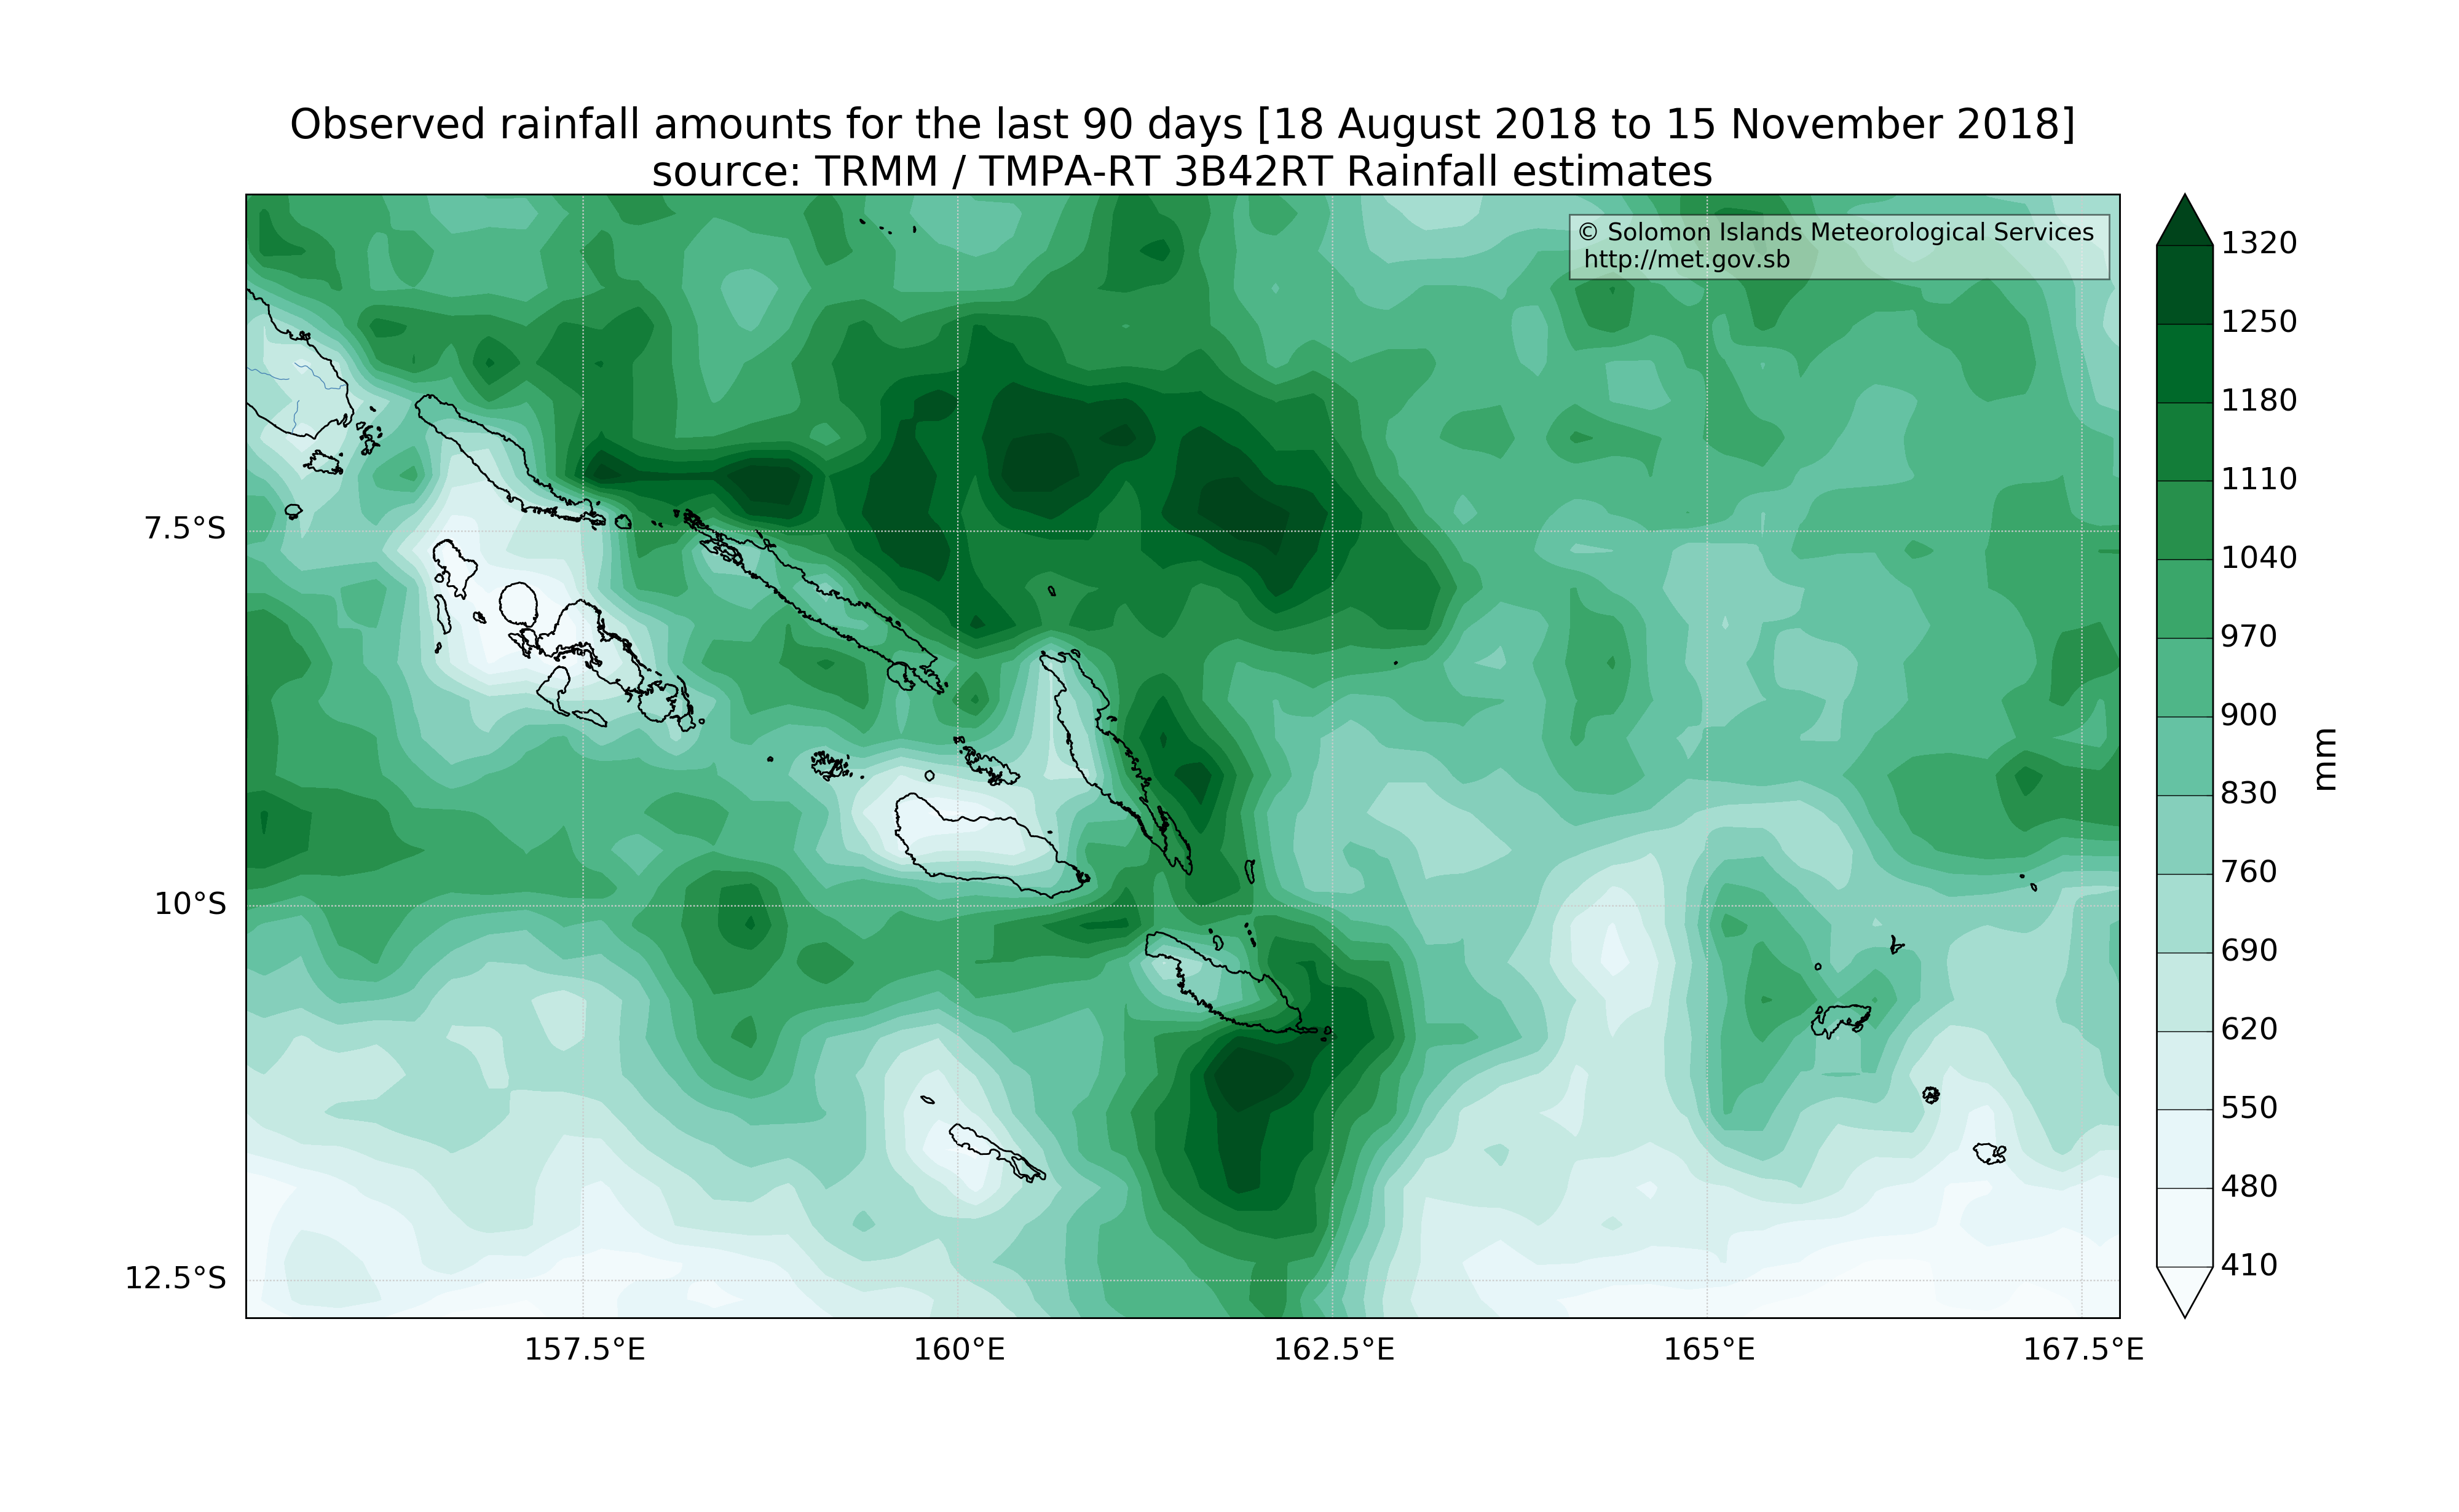 Observed rainfall amounts for the last 90 days [18 August 2018 to 15 November 2018]
source: TRMM / TMPA-RT 3B42RT Rainfall estimates
© Solomon Islands Meteorological Services
http://met.gov.sb
7.5°S
10°S
12.5°S
157.5°E
160°E
162.5°E
165°E
167.5°E
1320
1250
1180
1110
1040
970
900
830
760
690
620
550
480
410
mm